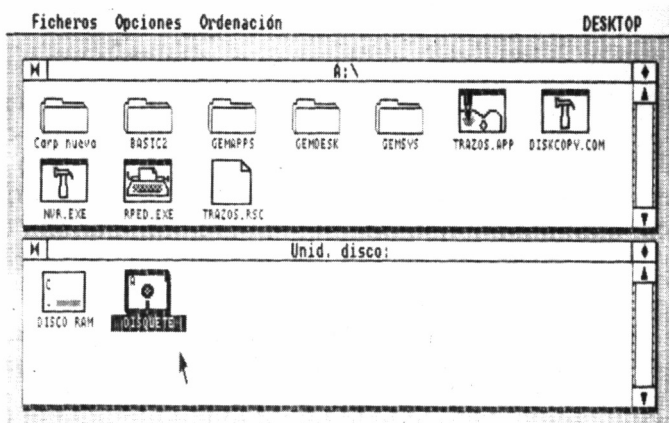 Ficheros Opciones Ordenación DESKTOP
A:\
Carp nueva BASIC2 GEMAPPS GEMDESK GEMSYS TRAZOS.APP DISKCOPY.COM
NVR.EXE RPED.EXE TRAZOS.RSC
Unid. disco:
C A
DISCO RAM DISQUETE